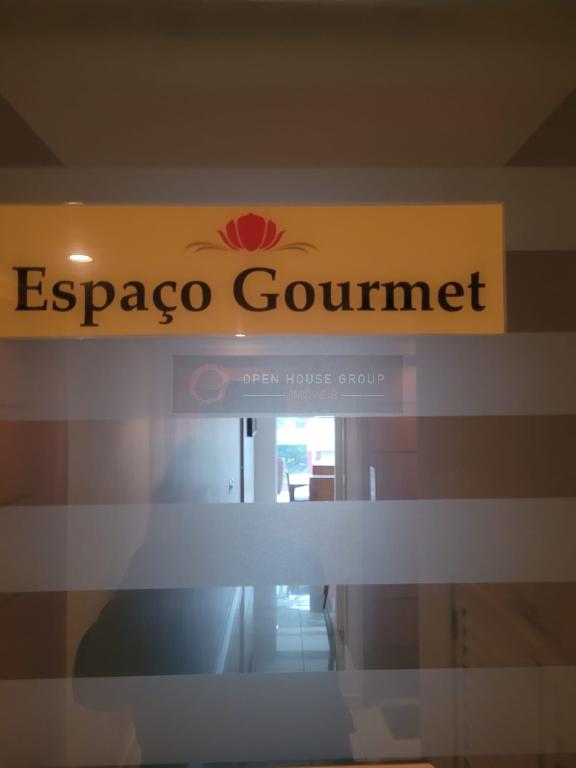 Espaço Gourmet
OPEN HOUSE GROUP
IMÓVEIS